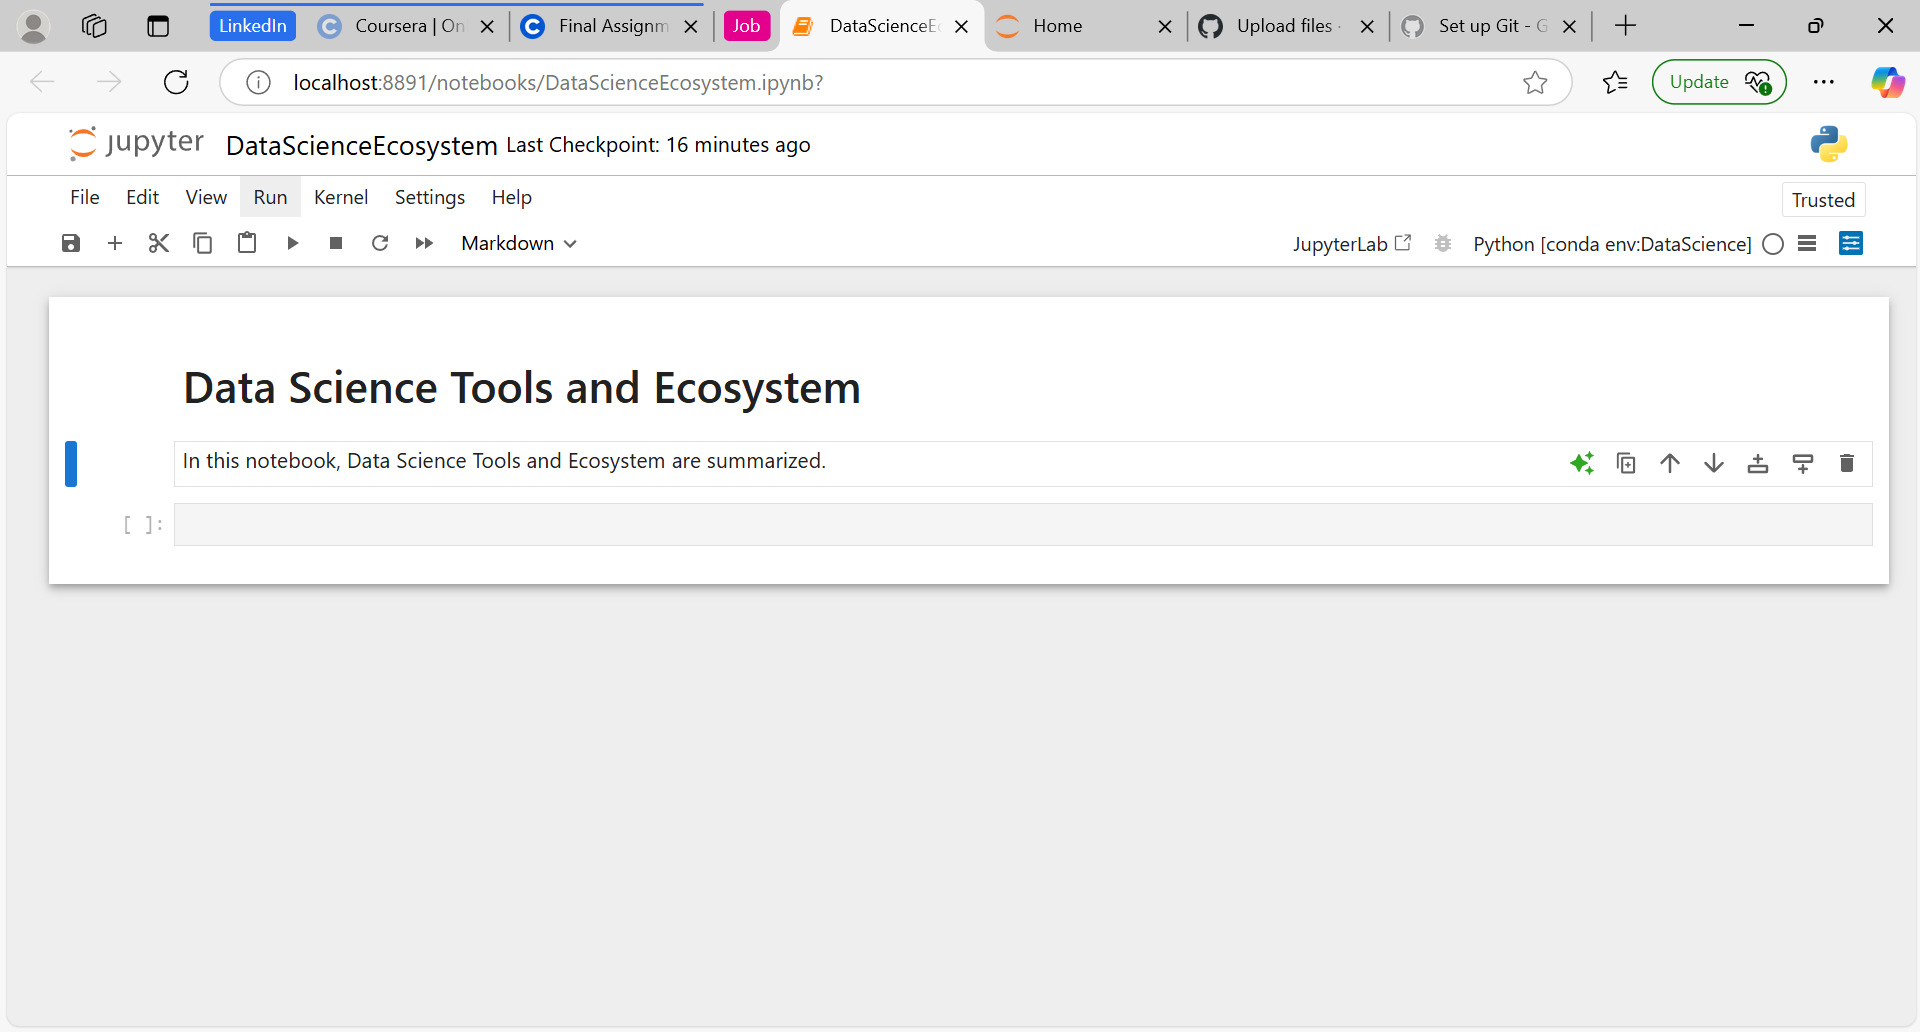 LinkedIn Coursera | On Final Assignm Job DataScienceEc Home Upload files · Set up Git - G
localhost:8891/notebooks/DataScienceEcosystem.ipynb? Update
jupyter DataScienceEcosystem Last Checkpoint: 16 minutes ago
File Edit View Run Kernel Settings Help Trusted
Markdown JupyterLab Python [conda env:DataScience]
Data Science Tools and Ecosystem
In this notebook, Data Science Tools and Ecosystem are summarized.
[ ]: